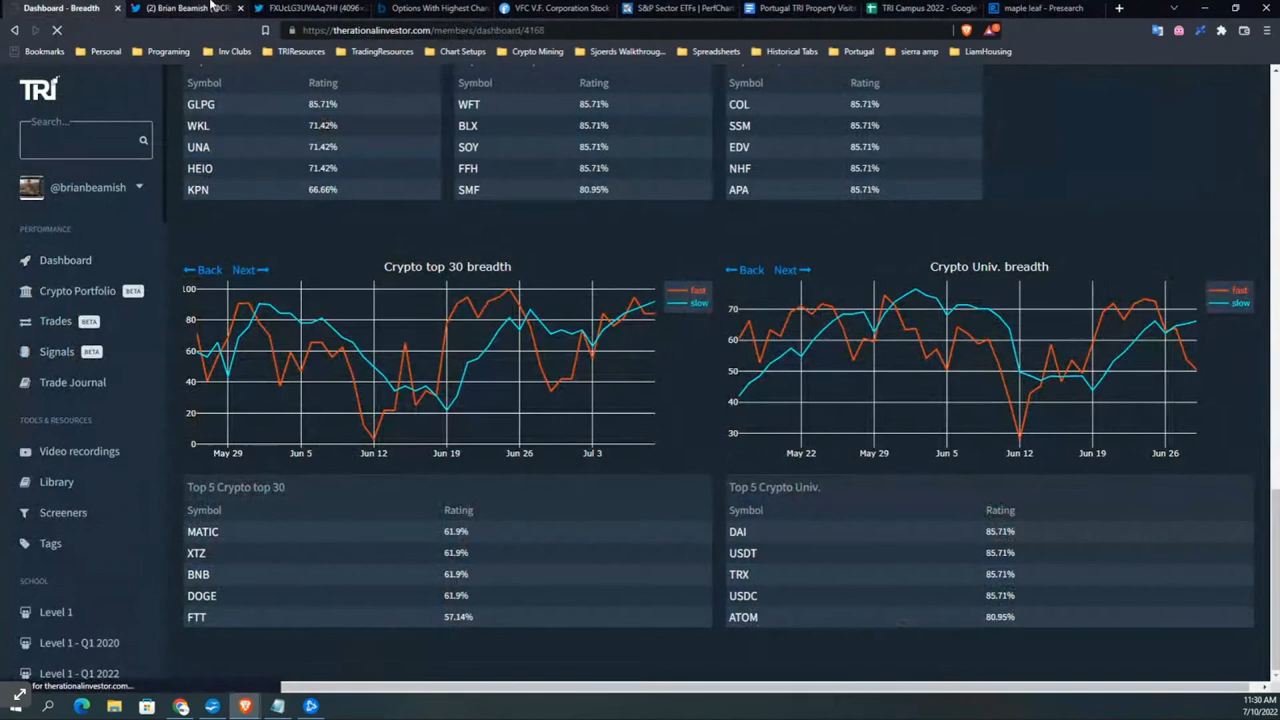 Dashboard - Breadth
(2) Brian Beamish
FXUcLG3UYAAq7HI (4096×
Options With Highest Chan
VFC V.F. Corporation Stock
S&P Sector ETFs | SPDR
Portugal TRI Property Visits
TRI Campus 2022 - Google
maple leaf - Presearch
https://therationalinvestor.com/members/dashboard/4168
Bookmarks Personal Programing Inv Clubs TRIResources TradingResources Chart Setups Crypto Mining Sjoerds Walkthroug... Spreadsheets Historical Tabs Portugal sierra amp LiamHousing
TRi
Search...
@brianbeamish
PERFORMANCE
Dashboard
Crypto Portfolio BETA
Trades BETA
Signals BETA
Trade Journal
TOOLS & RESOURCES
Video recordings
Library
Screeners
Tags
SCHOOL
Level 1
Level 1 - Q1 2020
Level 1 - Q1 2022
for therationalinvestor.com...
Symbol Rating
GLPG 85.71%
WKL 71.42%
UNA 71.42%
HEIO 71.42%
KPN 66.66%
Symbol Rating
WFT 85.71%
BLX 85.71%
SOY 85.71%
FFH 85.71%
SMF 80.95%
Symbol Rating
COL 85.71%
SSM 85.71%
EDV 85.71%
NHF 85.71%
APA 85.71%
Back Next
Crypto top 30 breadth
fast
slow
100
80
60
40
20
0
May 29 Jun 5 Jun 12 Jun 19 Jun 26 Jul 3
Back Next
Crypto Univ. breadth
fast
slow
70
60
50
40
30
May 22 May 29 Jun 5 Jun 12 Jun 19 Jun 26
Top 5 Crypto top 30
Symbol Rating
MATIC 61.9%
XTZ 61.9%
BNB 61.9%
DOGE 61.9%
FTT 57.14%
Top 5 Crypto Univ.
Symbol Rating
DAI 85.71%
USDT 85.71%
TRX 85.71%
USDC 85.71%
ATOM 80.95%
11:30 AM
7/10/2022